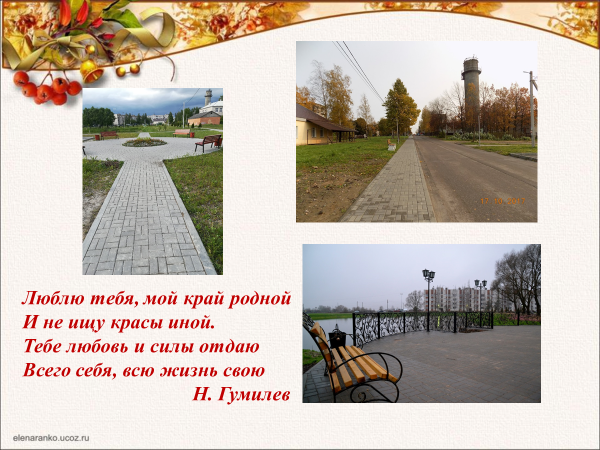 Люблю тебя, мой край родной
И не ищу красы иной.
Тебе любовь и силы отдаю
Всего себя, всю жизнь свою
Н. Гумилев
elenaranko.ucoz.ru